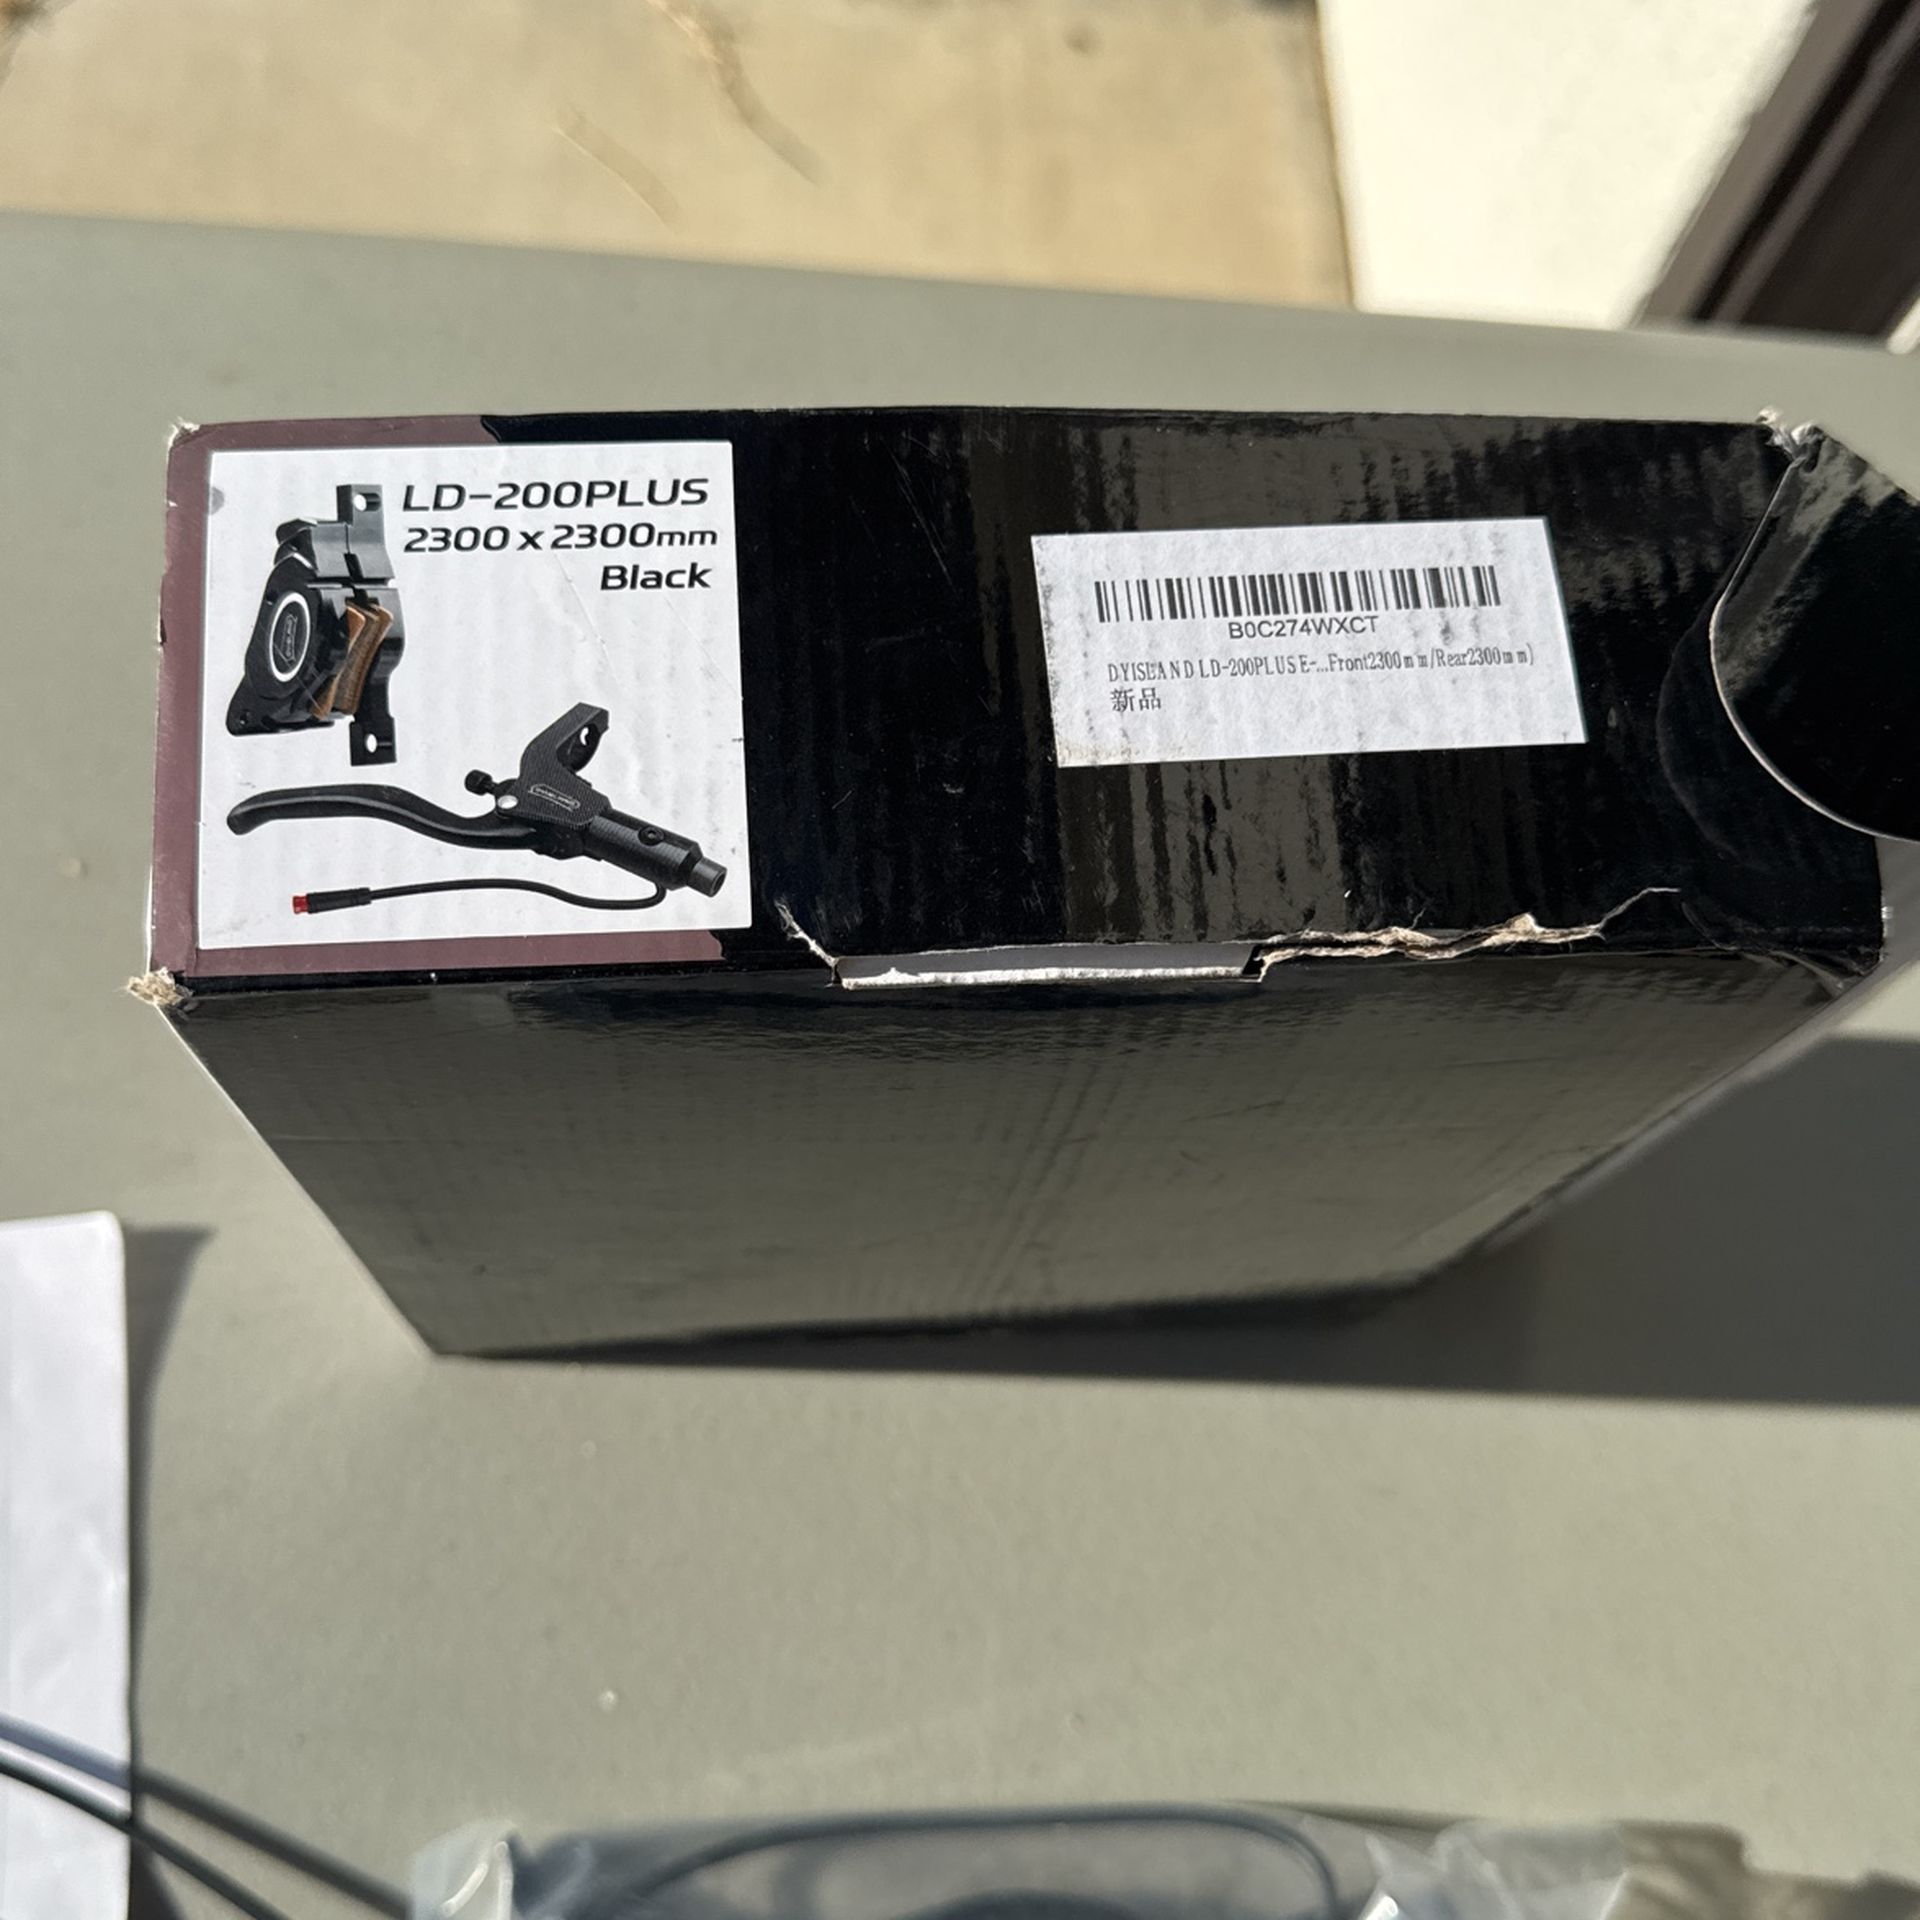 LD-200PLUS
2300 x 2300mm
Black
B0C274WXCT
DYISLAND LD-200PLUS E-...Front2300mm/Rear2300mm)
新品